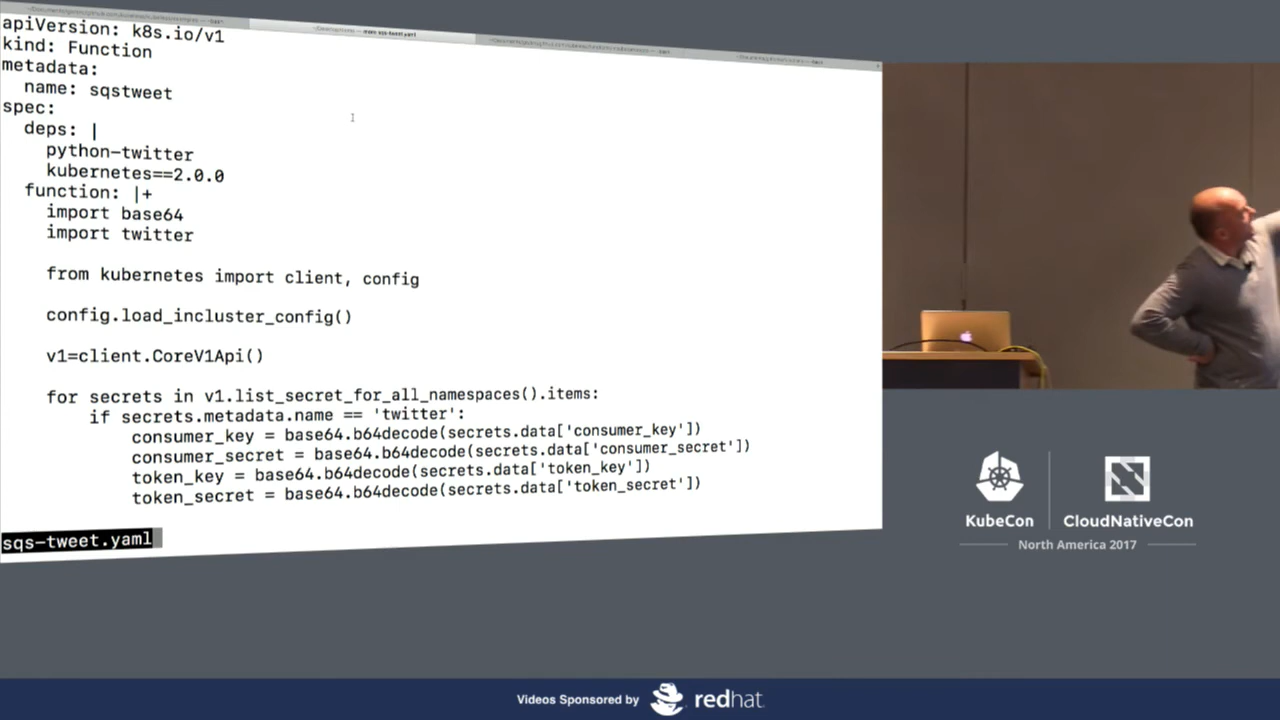 apiVersion: k8s.io/v1
kind: Function
metadata:
  name: sqstweet
spec:
  deps: |
    python-twitter
    kubernetes==2.0.0
  function: |+
    import base64
    import twitter
    from kubernetes import client, config
    config.load_incluster_config()
    v1=client.CoreV1Api()
    for secrets in v1.list_secret_for_all_namespaces().items:
        if secrets.metadata.name == 'twitter':
            consumer_key = base64.b64decode(secrets.data['consumer_key'])
            consumer_secret = base64.b64decode(secrets.data['consumer_secret'])
            token_key = base64.b64decode(secrets.data['token_key'])
            token_secret = base64.b64decode(secrets.data['token_secret'])
sqs-tweet.yaml
KubeCon
CloudNativeCon
North America 2017
Videos Sponsored by
redhat